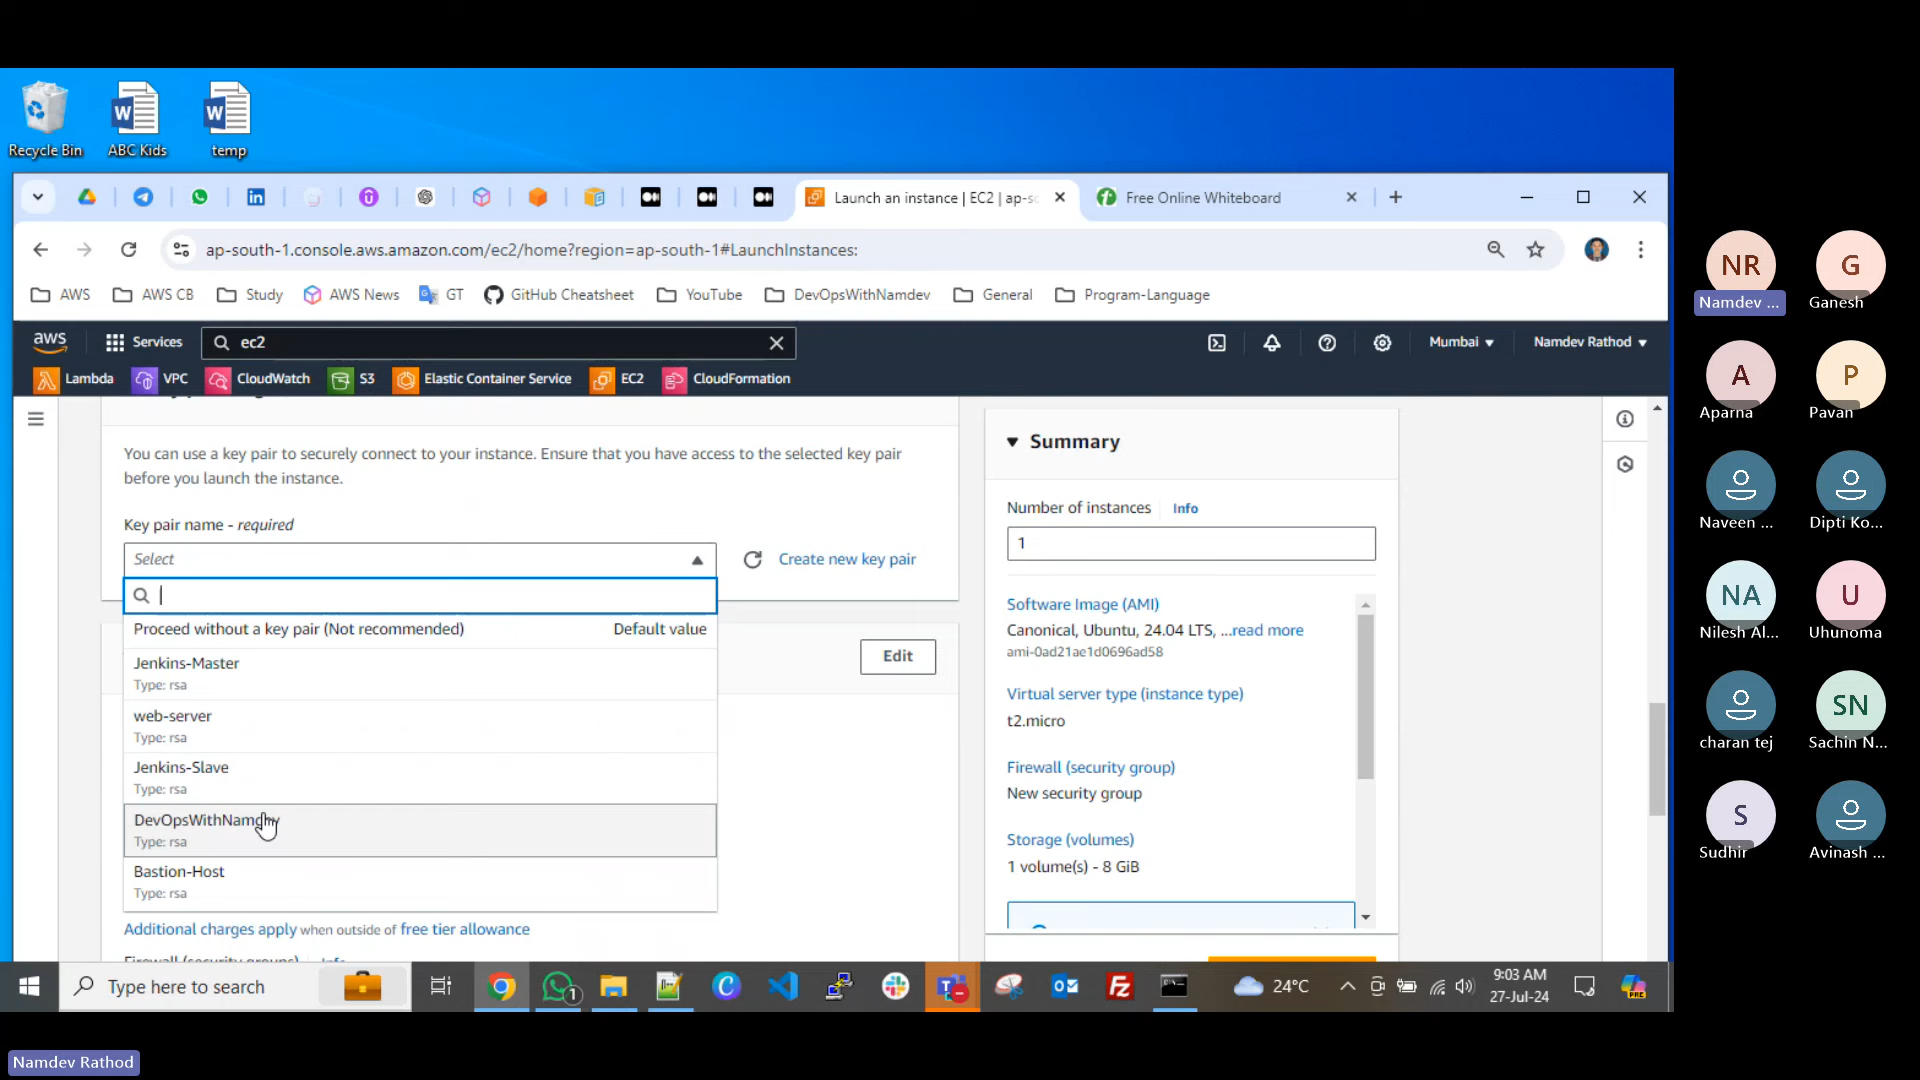 Recycle Bin
ABC Kids
temp
Launch an instance | EC2 | ap-so
Free Online Whiteboard
ap-south-1.console.aws.amazon.com/ec2/home?region=ap-south-1#LaunchInstances:
AWS
AWS CB
Study
AWS News
GT
GitHub Cheatsheet
YouTube
DevOpsWithNamdev
General
Program-Language
aws
Services
ec2
Mumbai
Namdev Rathod
Lambda
VPC
CloudWatch
S3
Elastic Container Service
EC2
CloudFormation
You can use a key pair to securely connect to your instance. Ensure that you have access to the selected key pair
before you launch the instance.
Key pair name - required
Select
Create new key pair
Proceed without a key pair (Not recommended)
Default value
Jenkins-Master
Type: rsa
web-server
Type: rsa
Jenkins-Slave
Type: rsa
Type: rsa
Bastion-Host
Type: rsa
Edit
Additional charges apply when outside of free tier allowance
Firewall (security groups)
Info
Summary
Number of instances
Info
1
Software Image (AMI)
Canonical, Ubuntu, 24.04 LTS, ...read more
ami-0ad21ae1d0696ad58
Virtual server type (instance type)
t2.micro
Firewall (security group)
New security group
Storage (volumes)
1 volume(s) - 8 GiB
Type here to search
1
24°C
9:03 AM
27-Jul-24
PRE
NR
Namdev ...
G
Ganesh
A
Aparna
P
Pavan
Naveen ...
Dipti Ko...
NA
Nilesh Al...
U
Uhunoma
charan tej
SN
Sachin N...
S
Sudhir
Avinash ...
Namdev Rathod